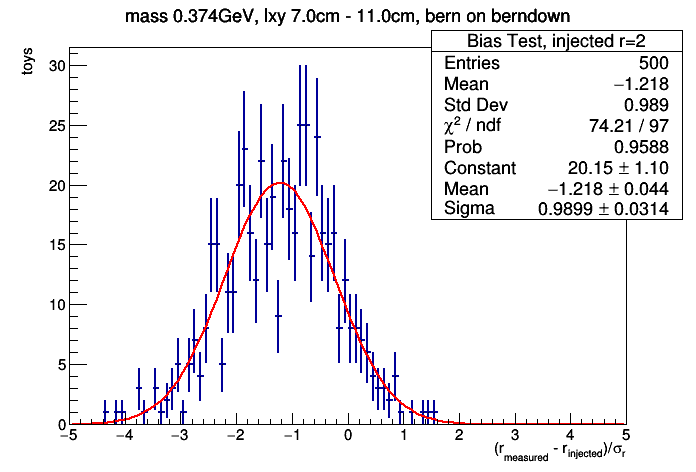 mass 0.374GeV, lxy 7.0cm - 11.0cm, bern on berndown
Bias Test, injected r=2
Entries 500
Mean −1.218
Std Dev 0.989
χ² / ndf 74.21 / 97
Prob 0.9588
Constant 20.15 ± 1.10
Mean −1.218 ± 0.044
Sigma 0.9899 ± 0.0314
toys
30
25
20
15
10
5
0
−5 −4 −3 −2 −1 0 1 2 3 4 5
(r_measured - r_injected)/σ_r